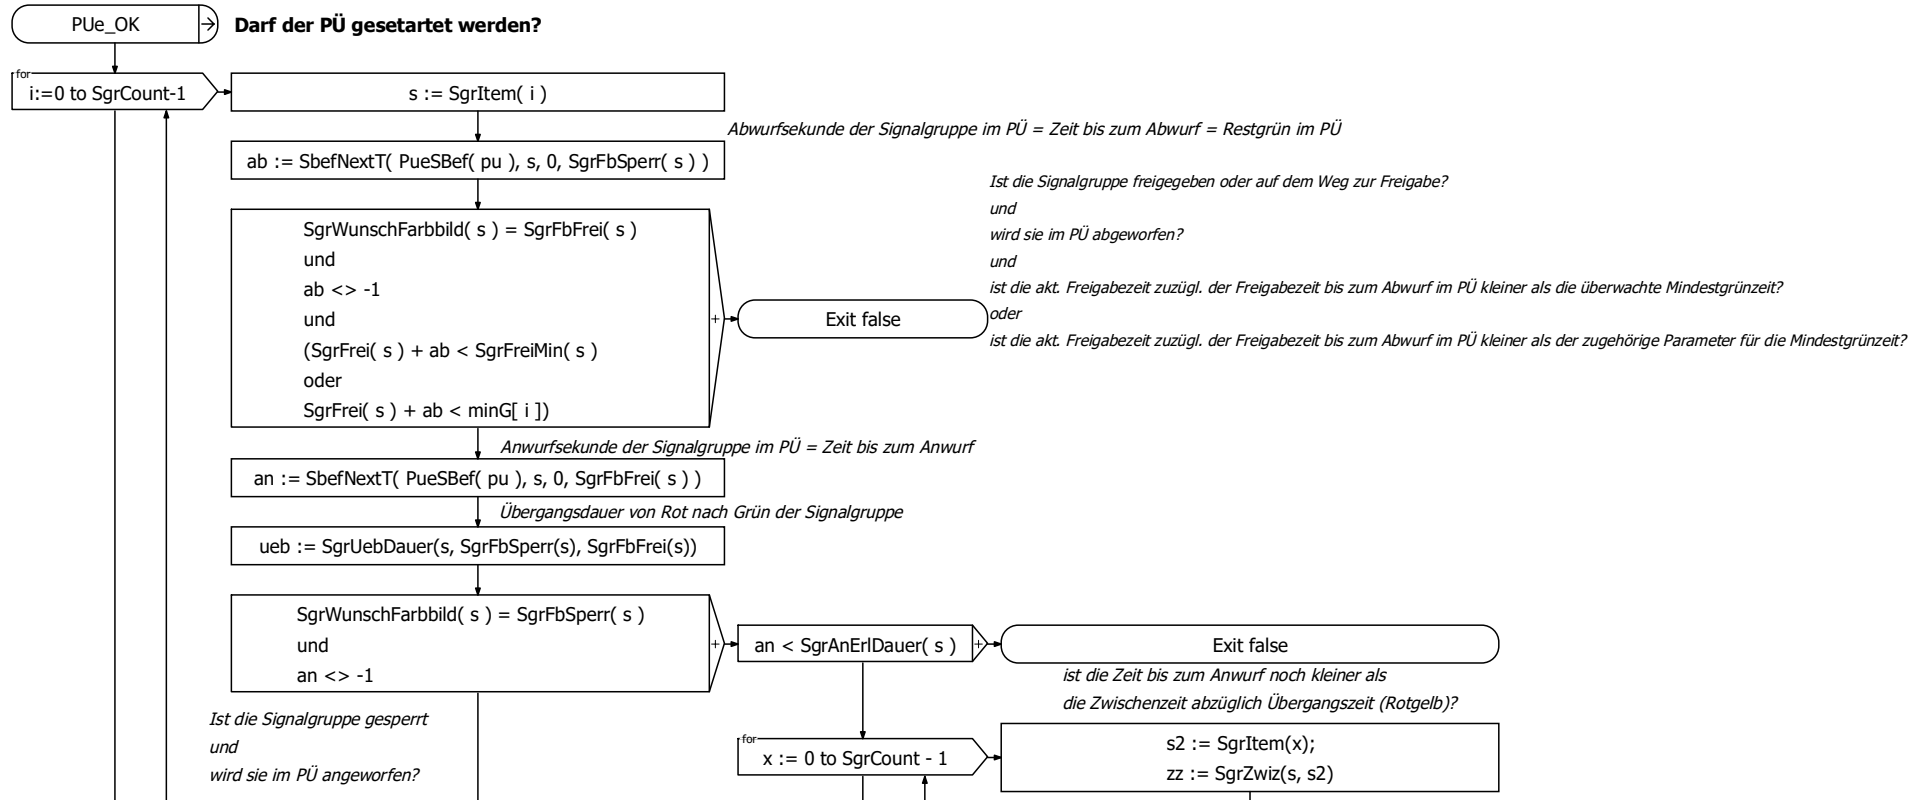 PUe_OK
Darf der PÜ gesetartet werden?
for
i:=0 to SgrCount-1
s := SgrItem( i )
Abwurfsekunde der Signalgruppe im PÜ = Zeit bis zum Abwurf = Restgrün im PÜ
ab := SbefNextT( PueSBef( pu ), s, 0, SgrFbSperr( s ) )
SgrWunschFarbbild( s ) = SgrFbFrei( s )
und
ab <> -1
und
(SgrFrei( s ) + ab < SgrFreiMin( s )
oder
SgrFrei( s ) + ab < minG[ i ])
+
Exit false
Ist die Signalgruppe freigegeben oder auf dem Weg zur Freigabe?
und
wird sie im PÜ abgeworfen?
und
ist die akt. Freigabezeit zuzügl. der Freigabezeit bis zum Abwurf im PÜ kleiner als die überwachte Mindestgrünzeit?
oder
ist die akt. Freigabezeit zuzügl. der Freigabezeit bis zum Abwurf im PÜ kleiner als der zugehörige Parameter für die Mindestgrünzeit?
Anwurfsekunde der Signalgruppe im PÜ = Zeit bis zum Anwurf
an := SbefNextT( PueSBef( pu ), s, 0, SgrFbFrei( s ) )
Übergangsdauer von Rot nach Grün der Signalgruppe
ueb := SgrUebDauer(s, SgrFbSperr(s), SgrFbFrei(s))
SgrWunschFarbbild( s ) = SgrFbSperr( s )
und
an <> -1
+
an < SgrAnErlDauer( s )
+
Exit false
ist die Zeit bis zum Anwurf noch kleiner als
die Zwischenzeit abzüglich Übergangszeit (Rotgelb)?
Ist die Signalgruppe gesperrt
und
wird sie im PÜ angeworfen?
for
x := 0 to SgrCount - 1
s2 := SgrItem(x);
zz := SgrZwiz(s, s2)